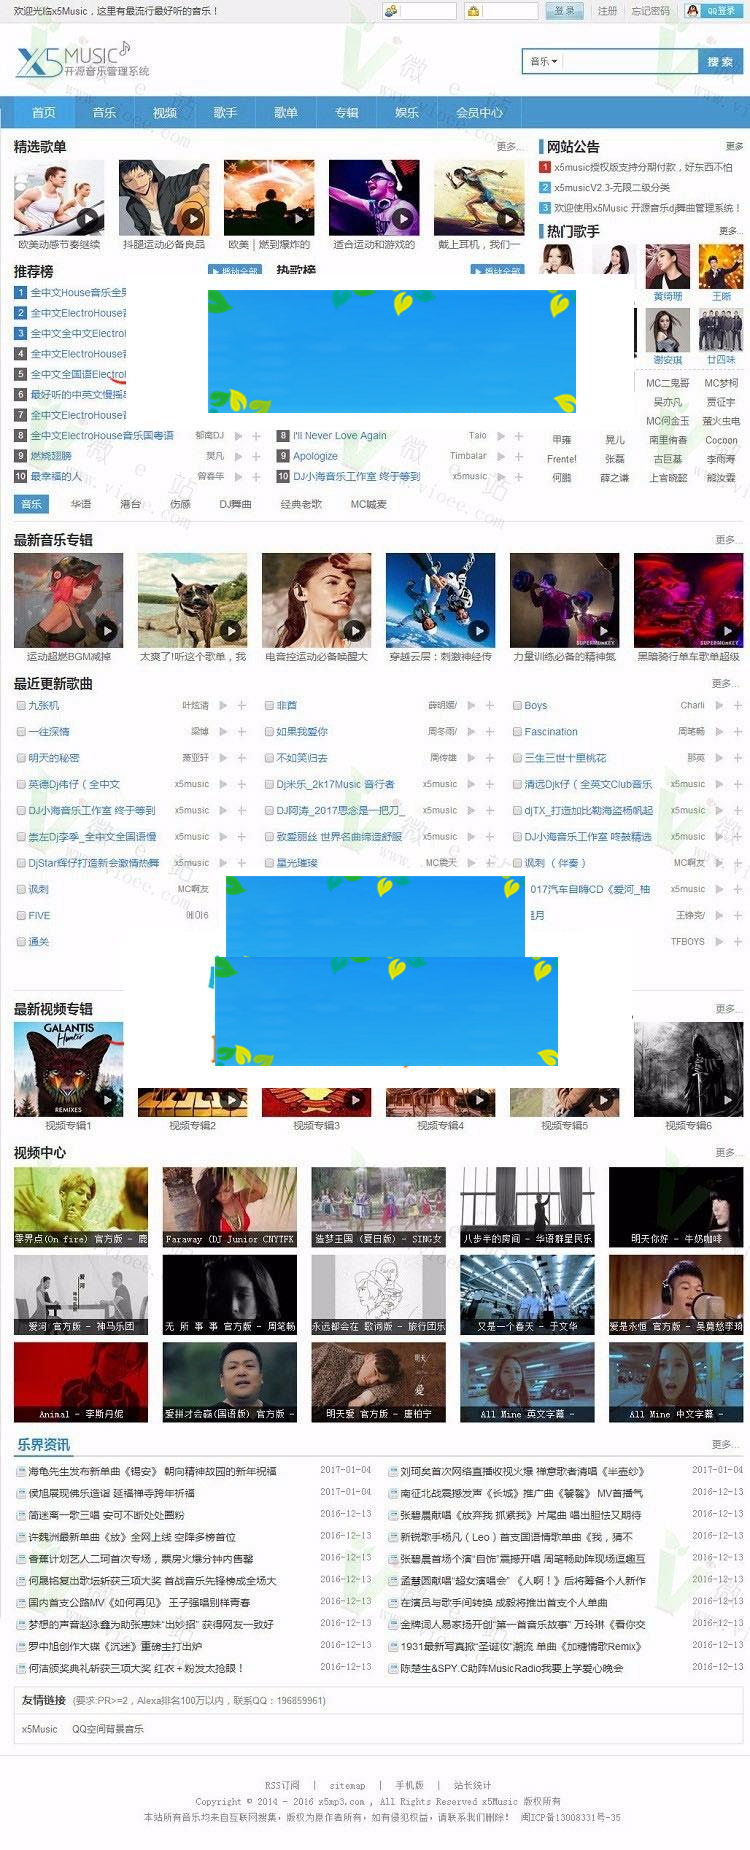 欢迎光临x5Music，这里有最流行最好听的音乐！
登 录 注册 忘记密码 QQ登录
X5 MUSIC
开源音乐管理系统
音乐 搜 索
首页 音乐 视频 歌手 歌单 专辑 娱乐 会员中心
精选歌单 更多...
欧美动感节奏继续 抖腿运动必备良品 欧美｜燃到爆炸的 适合运动和游戏的 戴上耳机，我们一
网站公告 更多
1 x5music授权版支持分期付款，好东西不怕
2 x5musicV2.3-无限二级分类
3 欢迎使用x5Music 开源音乐dj舞曲管理系统！
热门歌手 更多...
黄绮珊 王晰
谢安琪 廿四味
MC二鬼哥 MC梦柯
吴亦凡 贾征宇
MC何金玉 萤火虫电
甲雍 晃儿 南里侑香 Cocoon
Frente! 张磊 古巨基 李雨寿
何鹏 薛之谦 上官晓懿 熊汝霖
推荐榜 播放全部
1 全中文House音乐全
2 全中文ElectroHouse
3 全中文全中文Electro
4 全中文ElectroHouse
5 全中文全国语Electro
6 最好听的中英文慢摇
7 全中文ElectroHouse
8 全中文ElectroHouse音乐国粤语 郁南DJ
9 燃烧翅膀 炅凡
10 最幸福的人 曾春年
热歌榜 播放全部
8 I'll Never Love Again Taio
9 Apologize Timbalar
10 DJ小海音乐工作室 终于等到 x5music
音乐 华语 港台 伤感 DJ舞曲 经典老歌 MC喊麦
最新音乐专辑 更多...
运动超燃BGM减掉 太爽了!听这个歌单，我 电音控运动必备唤醒大 穿越云层：刺激神经传 力量训练必备的精神氮 黑暗骑行单车歌单超级
最近更新歌曲 更多...
九张机 叶炫清 非酋 薛明媛/ Boys Charli
一往深情 梁博 如果我爱你 周冬雨/ Fascination 周笔畅
明天的秘密 萧亚轩 不如笑归去 周传雄 三生三世十里桃花 那英
英德Dj伟仔 ( 全中文 x5music Dj米乐_2k17Music 音行者 x5music 清远Djk仔 ( 全英文Club音乐 x5music
DJ小海音乐工作室 终于等到 x5music DJ阿涛_2017思念是一把刀_ x5music djTX_打造加比勒海盗杨帆起 x5music
崇左Dj李季_全中文全国语慢 x5music 致爱丽丝 世界名曲缔造舒服 x5music DJ小海音乐工作室 咚鼓精选 x5music
DjStar辉仔打造新会激情热舞 x5music 星光璀璨 MC震天 讽刺 （ 伴奏 ） MC啊友
讽刺 MC啊友 017汽车自嗨CD《爱河_柚 x5music
FIVE 에이6 星月 王铮亮/
通关 TFBOYS
最新视频专辑 更多...
GALANTIS
Hunter
REMIXES
视频专辑1 视频专辑2 视频专辑3 视频专辑4 视频专辑5 视频专辑6
视频中心 更多...
零界点(On fire) 官方版 - 鹿 Faraway (DJ Junior CNYTFK 造梦王国 (夏日版) - SING女 八步半的房间 - 华语群星民乐 明天你好 - 牛奶咖啡
爱河 官方版 - 神马乐团 无 所 事 事 官方版 - 周笔畅 永远都会在 歌词版 - 旅行团乐 又是一个春天 - 于文华 爱是永恒 官方版 - 吴莫愁李琦
Animal - 李斯丹妮 爱拼才会赢(国语版) 官方版 - 明天爱 官方版 - 唐柏宁 All Mine 英文字幕 - All Mine 中文字幕 -
乐界资讯 更多...
海龟先生发布新单曲《锡安》 朝向精神故园的新年祝福 2017-01-04
侯旭展现佛乐造诣 延福禅寺跨年祈福 2017-01-04
简迷离一歌三唱 安可不断处处圈粉 2016-12-13
许魏洲最新单曲《放》全网上线 空降多榜首位 2016-12-13
香蕉计划艺人二珂首次专场，票房火爆分钟内售罄 2016-12-13
何晟铭复出歌坛斩获三项大奖 首战音乐先锋榜成全场大 2016-12-13
国内首支公路MV《如何再见》 王子强唱别样青春 2016-12-13
梦想的声音赵泳鑫为助张惠妹"出妙招" 获得网友一致好 2016-12-13
罗中旭创作大碟《沉迷》重磅主打出炉 2016-12-13
何洁颁奖典礼斩获三项大奖 红衣＋粉发太抢眼！ 2016-12-13
刘珂矣首次网络直播收视火爆 禅意歌者清唱《半壶纱》 2017-01-04
南征北战震撼发声《长城》推广曲《饕餮》 MV首播气 2017-01-04
张碧晨献唱《放弃我 抓紧我》片尾曲 唱出胆怯又期待 2016-12-13
新锐歌手杨凡（Leo）首支国语情歌单曲《我，猜不 2016-12-13
张碧晨首场个演"自饰"震撼开唱 周笔畅助阵现场逗趣互 2016-12-13
孟慧圆献唱"超女演唱会" 《人啊！》后将筹备个人新作 2016-12-13
在演员与歌手间转换 成毅将推出首支个人单曲 2016-12-13
金牌词人易家扬开创"第一首音乐故事" 万玲琳《看你交 2016-12-13
1931最新写真掀"圣诞妆"潮流 单曲《加糖情歌Remix》 2016-12-13
陈楚生&SPY.C助阵MusicRadio我要上学爱心晚会 2016-12-13
友情链接 (要求:PR>=2，Alexa排名100万以内，联系QQ：196859961)
x5Music QQ空间背景音乐
RSS订阅 | sitemap | 手机版 | 站长统计
Copyright © 2014 - 2016 x5mp3.com , All Rights Reserved x5Music 版权所有
本站所有音乐均来自互联网搜集，版权为原作者所有，如有侵犯权益，请联系我们删除！ 闽ICP备13008331号-35